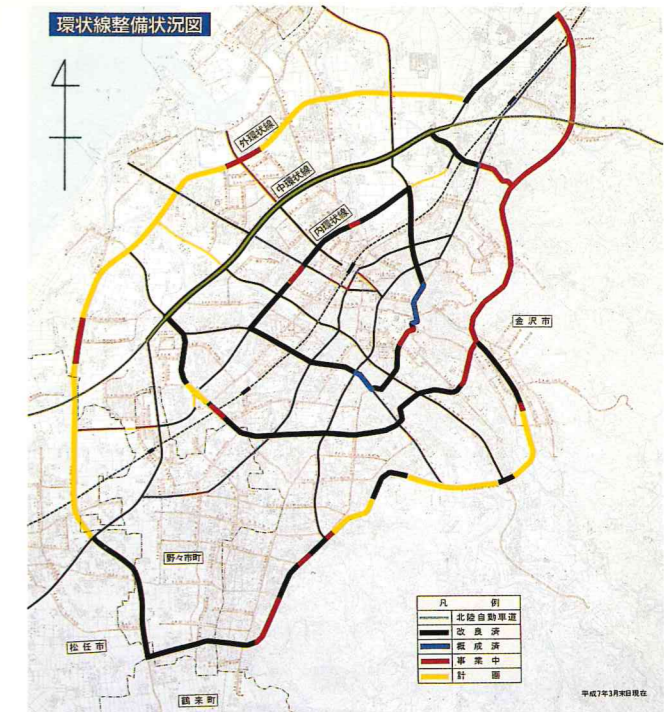 環状線整備状況図
外環状線
中環状線
内環状線
金沢市
野々市町
松任市
鶴来町
凡例
北陸自動車道
改良済
概成済
事業中
計画
平成7年3月末日現在